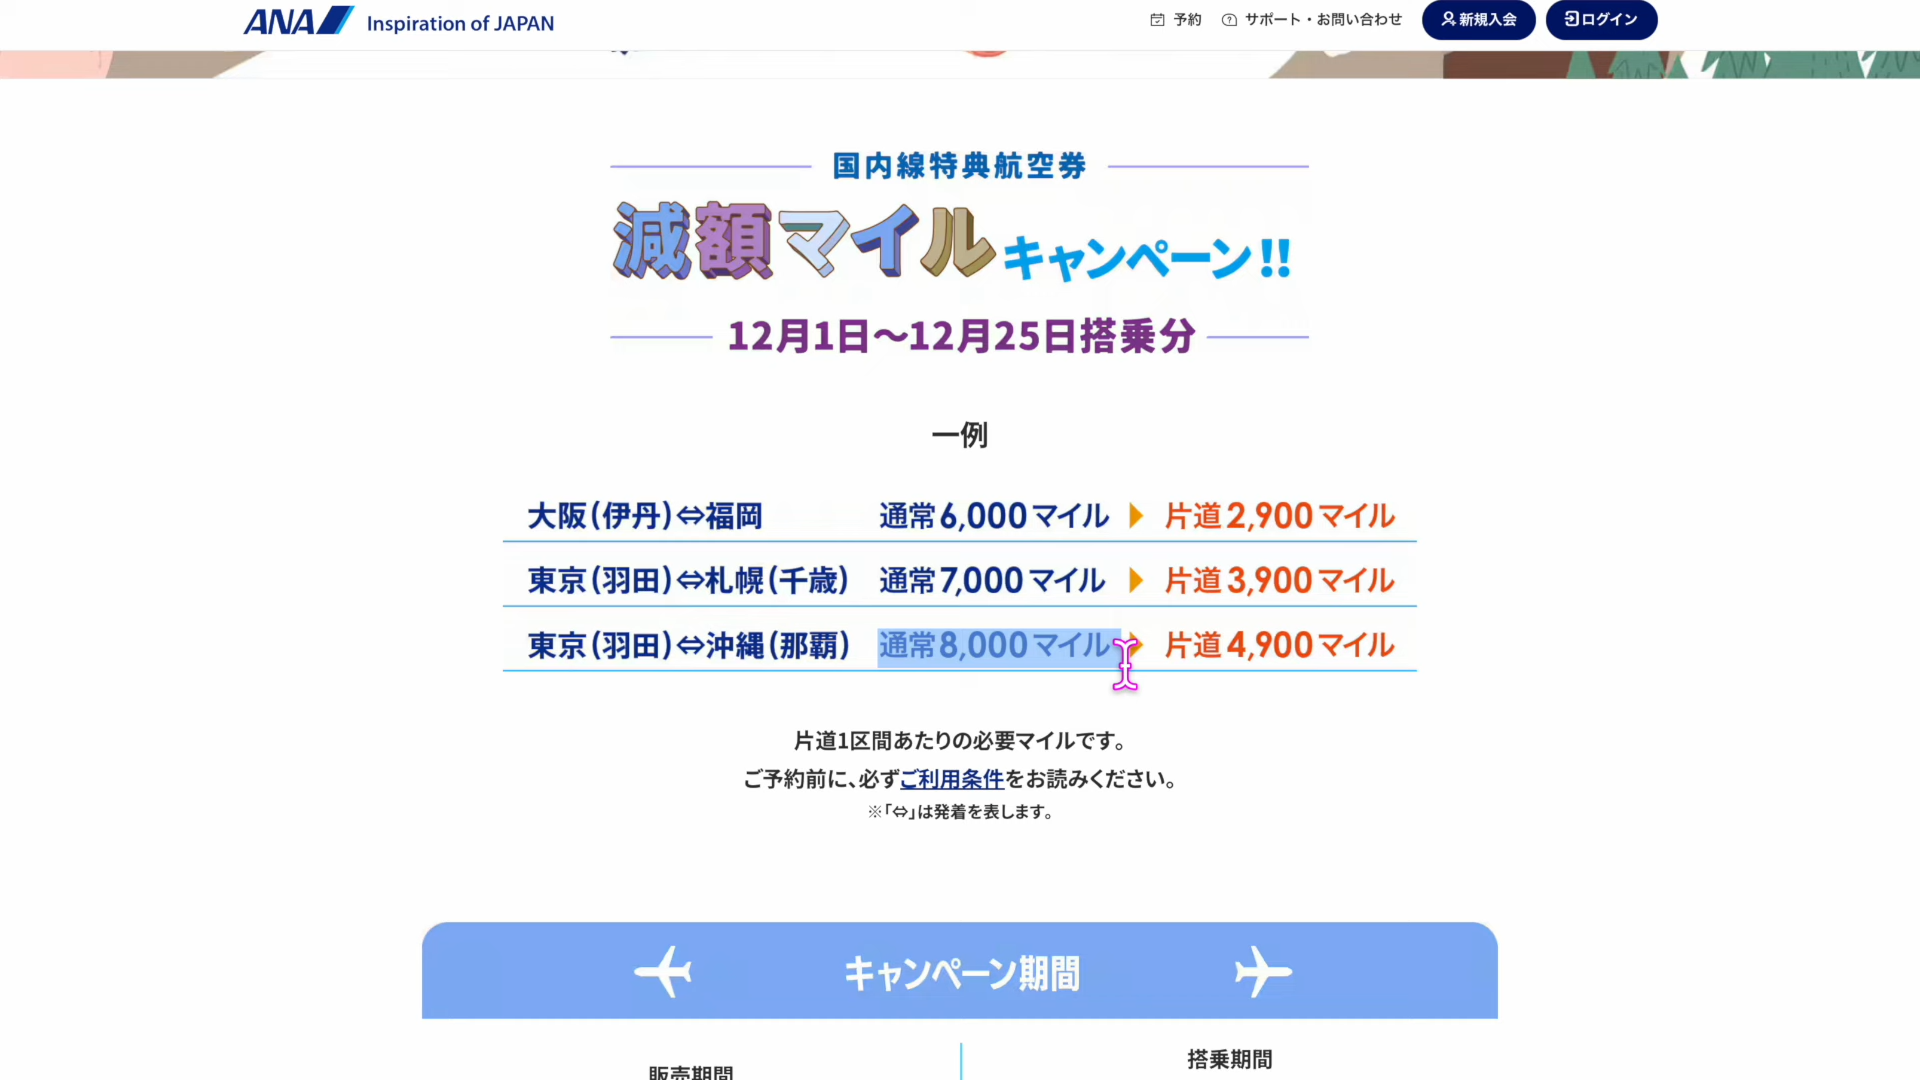 ANA Inspiration of JAPAN
予約 サポート・お問い合わせ 新規入会 ログイン
国内線特典航空券
減額マイルキャンペーン!!
12月1日〜12月25日搭乗分
一例
大阪(伊丹)⇔福岡 通常6,000マイル 片道2,900マイル
東京(羽田)⇔札幌(千歳) 通常7,000マイル 片道3,900マイル
東京(羽田)⇔沖縄(那覇) 通常8,000マイル 片道4,900マイル
片道1区間あたりの必要マイルです。
ご予約前に、必ずご利用条件をお読みください。
※「⇔」は発着を表します。
キャンペーン期間
販売期間 搭乗期間